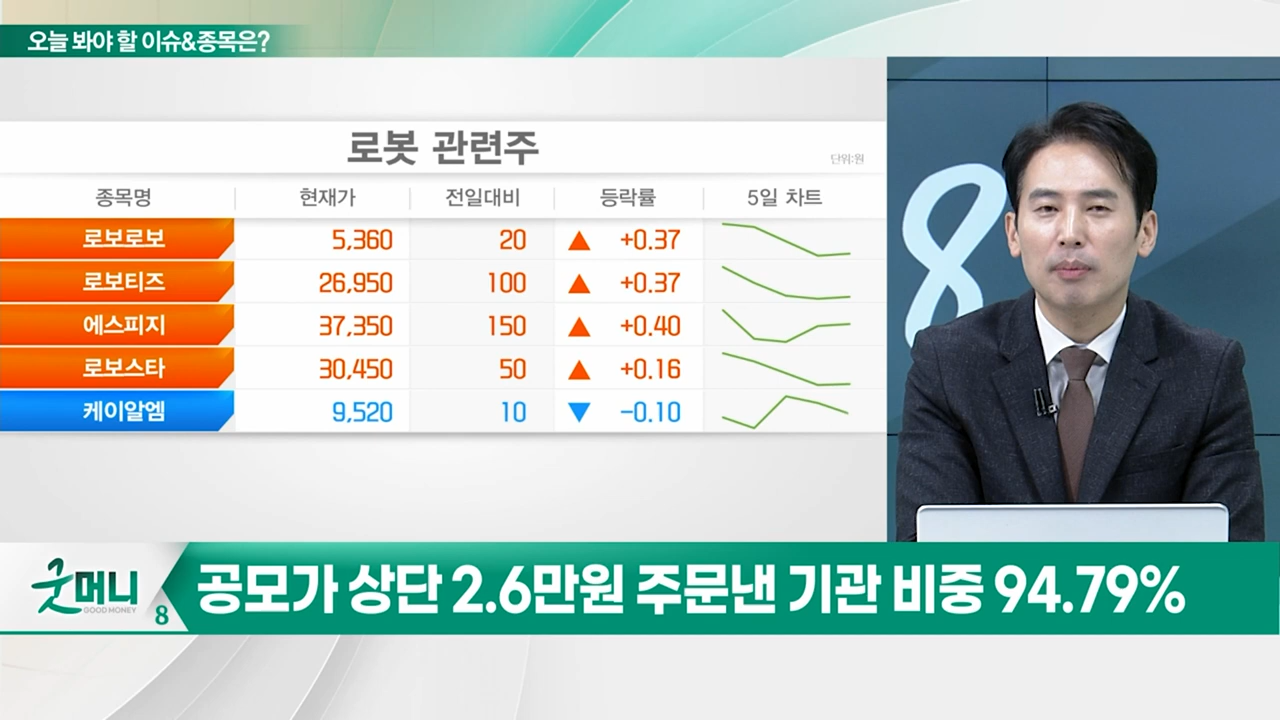 오늘 봐야 할 이슈&종목은?
로봇 관련주
단위:원
종목명 현재가 전일대비 등락률 5일 차트
로보로보 5,360 20 ▲ +0.37
로보티즈 26,950 100 ▲ +0.37
에스피지 37,350 150 ▲ +0.40
로보스타 30,450 50 ▲ +0.16
케이알엠 9,520 10 ▼ -0.10
8
굿머니
GOOD MONEY
8
공모가 상단 2.6만원 주문낸 기관 비중 94.79%